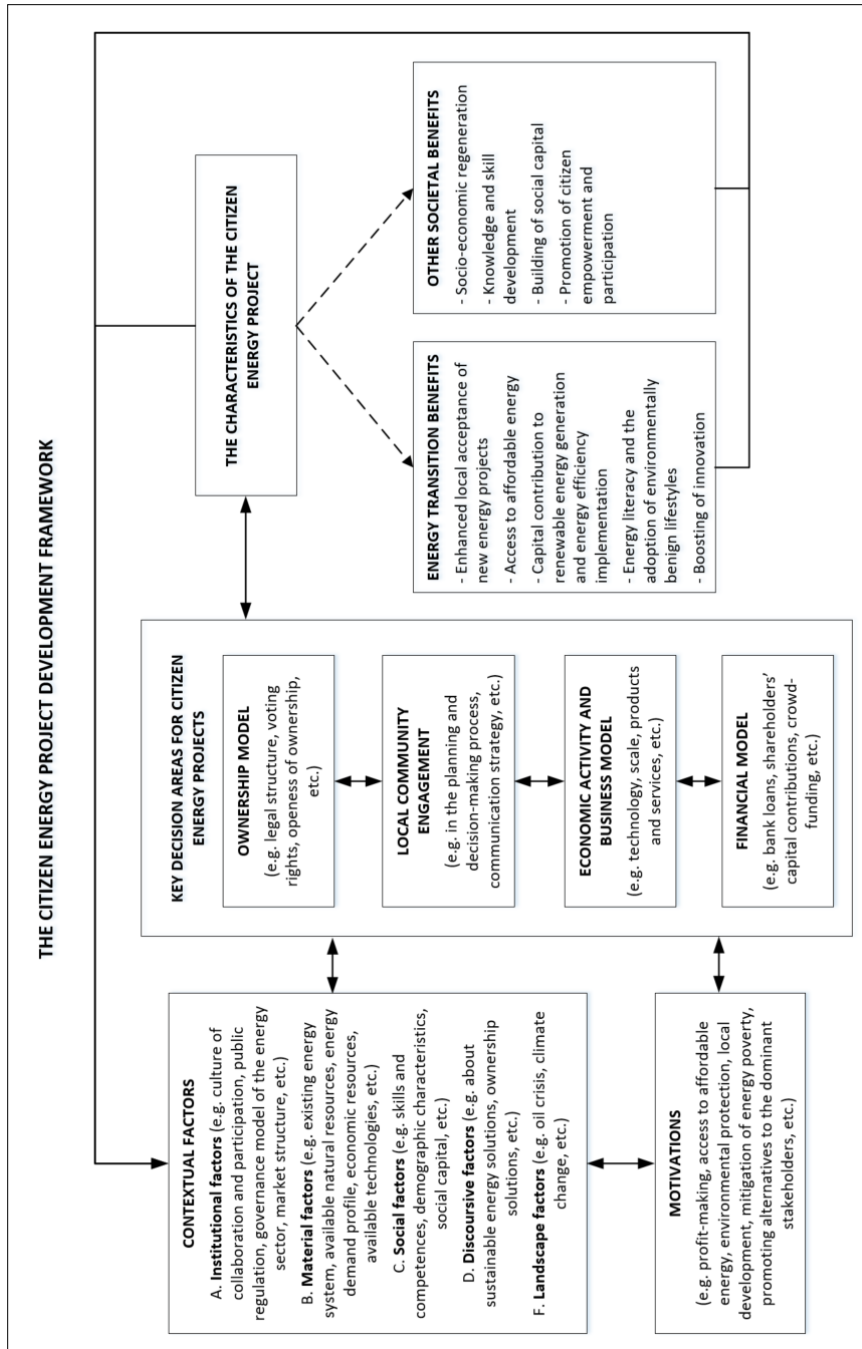 THE CITIZEN ENERGY PROJECT DEVELOPMENT FRAMEWORK
CONTEXTUAL FACTORS
A. Institutional factors (e.g. culture of
collaboration and participation, public
regulation, governance model of the energy
sector, market structure, etc.)
B. Material factors (e.g. existing energy
system, available natural resources, energy
demand profile, economic resources,
available technologies, etc.)
C. Social factors (e.g. skills and
competences, demographic characteristics,
social capital, etc.)
D. Discoursive factors (e.g. about
sustainable energy solutions, ownership
solutions, etc.)
F. Landscape factors (e.g. oil crisis, climate
change, etc.)
MOTIVATIONS
(e.g. profit-making, access to affordable
energy, environmental protection, local
development, mitigation of energy poverty,
promoting alternatives to the dominant
stakeholders, etc.)
KEY DECISION AREAS FOR CITIZEN
ENERGY PROJECTS
OWNERSHIP MODEL
(e.g. legal structure, voting
rights, openess of ownership,
etc.)
LOCAL COMMUNITY
ENGAGEMENT
(e.g. in the planning and
decision-making process,
communication strategy, etc.)
ECONOMIC ACTIVITY AND
BUSINESS MODEL
(e.g. technology, scale, products
and services, etc.)
FINANCIAL MODEL
(e.g. bank loans, shareholders'
capital contributions, crowd-
funding, etc.)
THE CHARACTERISTICS OF THE CITIZEN
ENERGY PROJECT
ENERGY TRANSITION BENEFITS
- Enhanced local acceptance of
new energy projects
- Access to affordable energy
- Capital contribution to
renewable energy generation
and energy efficiency
implementation
- Energy literacy and the
adoption of environmentally
benign lifestyles
- Boosting of innovation
OTHER SOCIETAL BENEFITS
- Socio-economic regeneration
- Knowledge and skill
development
- Building of social capital
- Promotion of citizen
empowerment and
participation